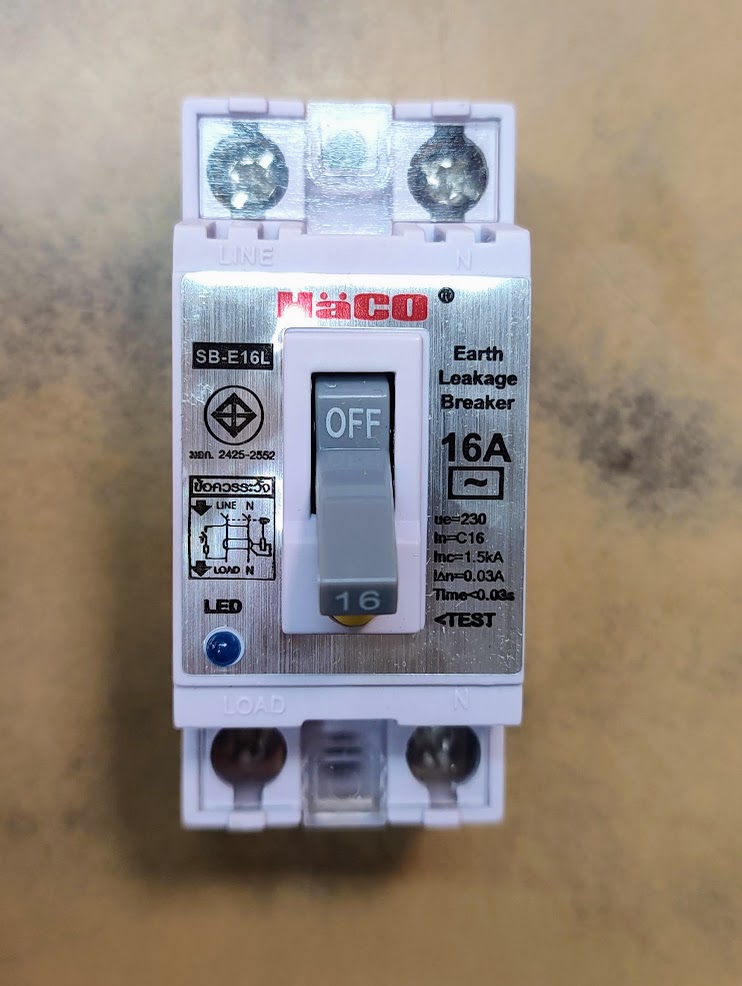 LINE N
HäCO ®
SB-E16L
มอก. 2425-2552
ข้อควรระวัง
LINE N
LOAD N
LED
OFF
16
Earth
Leakage
Breaker
16A
~
ue=230
In=C16
Inc=1.5kA
I∆n=0.03A
Time<0.03s
<TEST
LOAD N